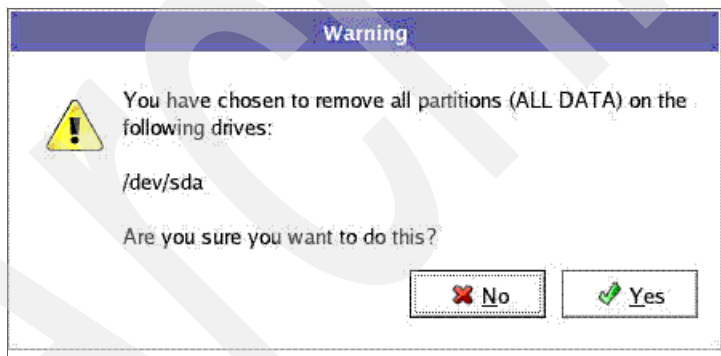 Warning
You have chosen to remove all partitions (ALL DATA) on the
following drives:
/dev/sda
Are you sure you want to do this?
No Yes